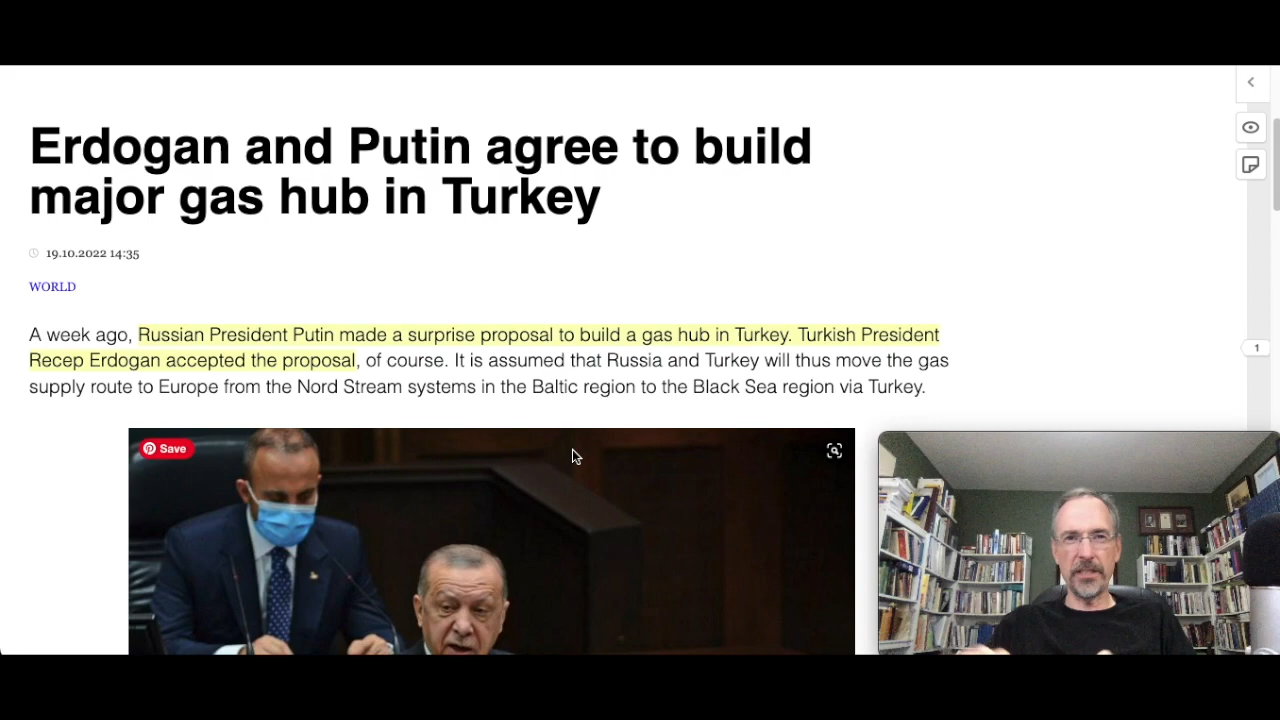 Erdogan and Putin agree to build
major gas hub in Turkey
19.10.2022 14:35
WORLD
A week ago, Russian President Putin made a surprise proposal to build a gas hub in Turkey. Turkish President
Recep Erdogan accepted the proposal, of course. It is assumed that Russia and Turkey will thus move the gas
supply route to Europe from the Nord Stream systems in the Baltic region to the Black Sea region via Turkey.
1
Save